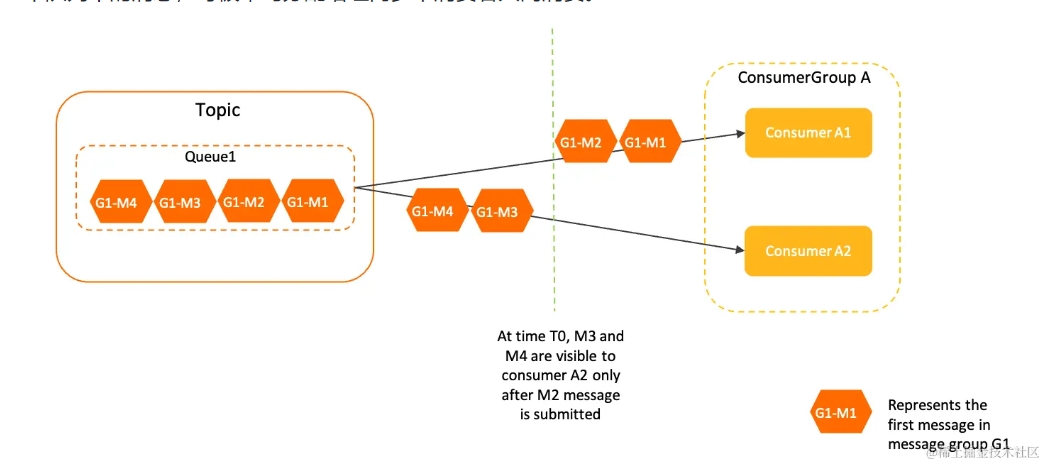 Topic
Queue1
G1-M4 G1-M3 G1-M2 G1-M1
G1-M2 G1-M1
G1-M4 G1-M3
ConsumerGroup A
Consumer A1
Consumer A2
At time T0, M3 and
M4 are visible to
consumer A2 only
after M2 message
is submitted
G1-M1
Represents the
first message in
message group G1
@稀土掘金技术社区